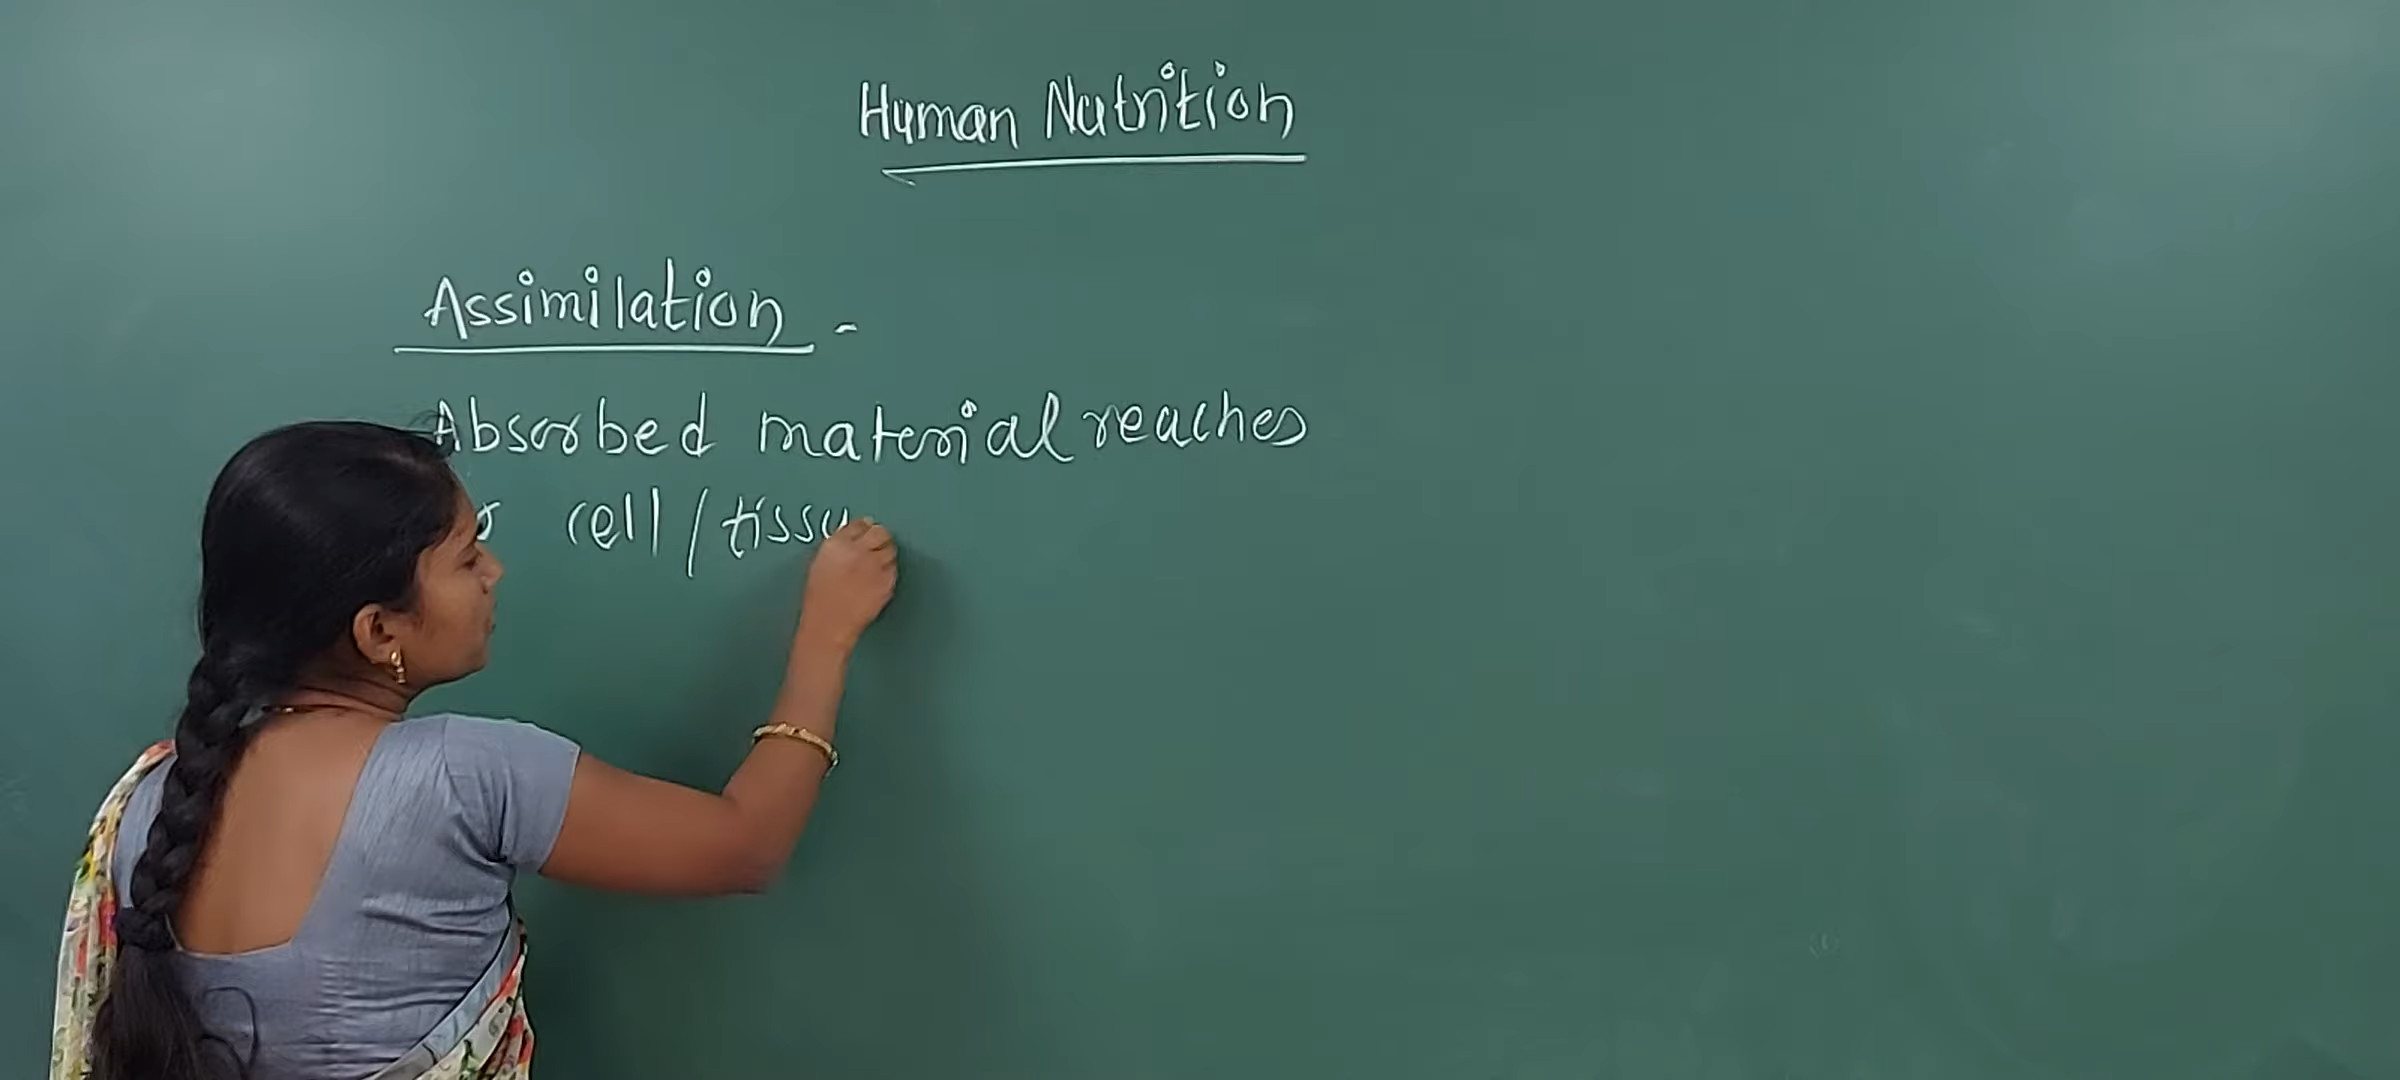 Human Nutrition
Assimilation -
Absorbed material reaches
cell/tissu